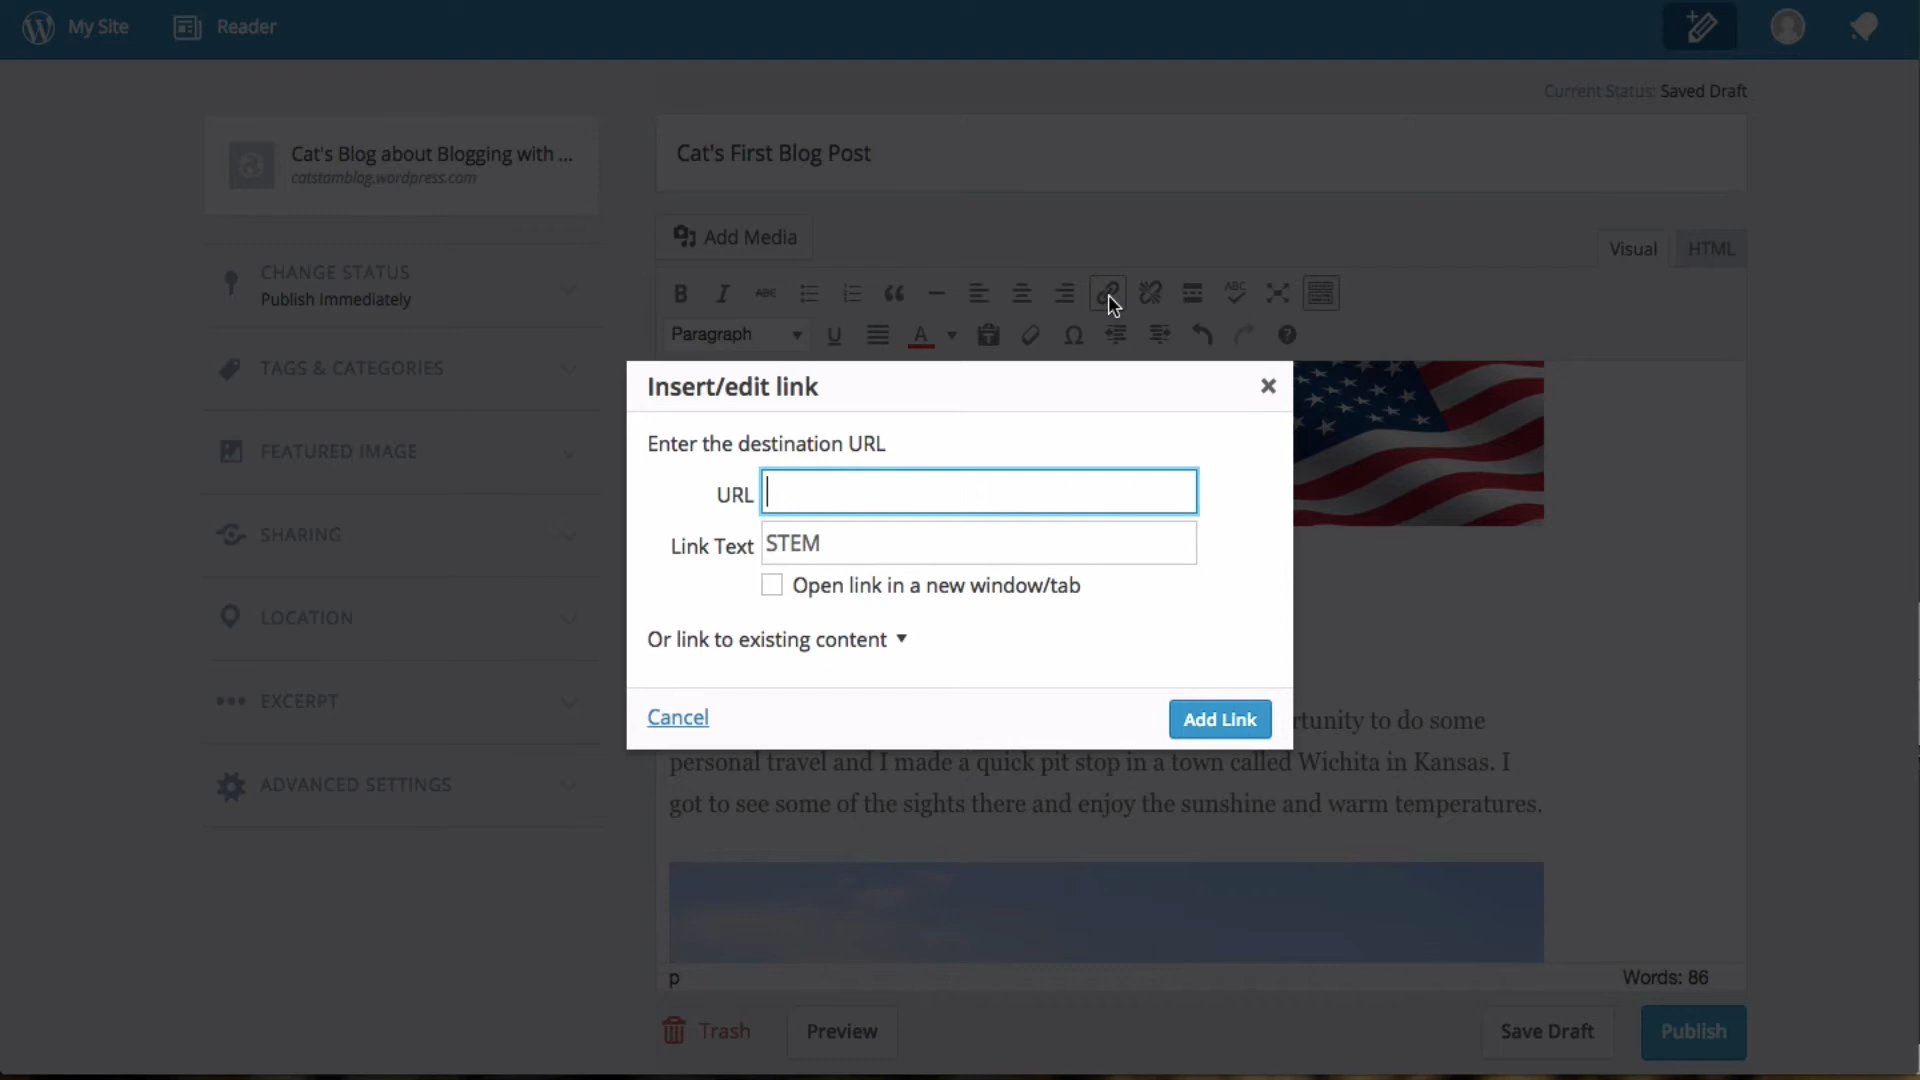 My Site
Reader
Current Status: Saved Draft
Cat's Blog about Blogging with ...
catstamblog.wordpress.com
Cat's First Blog Post
Add Media
Visual
HTML
CHANGE STATUS
Publish Immediately
B I ABC ABC
Paragraph
U A T Ω ?
TAGS & CATEGORIES
FEATURED IMAGE
SHARING
LOCATION
EXCERPT
ADVANCED SETTINGS
Insert/edit link
Enter the destination URL
URL
Link Text STEM
Open link in a new window/tab
Or link to existing content
Cancel
Add Link
rtunity to do some
personal travel and I made a quick pit stop in a town called Wichita in Kansas. I
got to see some of the sights there and enjoy the sunshine and warm temperatures.
p
Words: 86
Trash
Preview
Save Draft
Publish